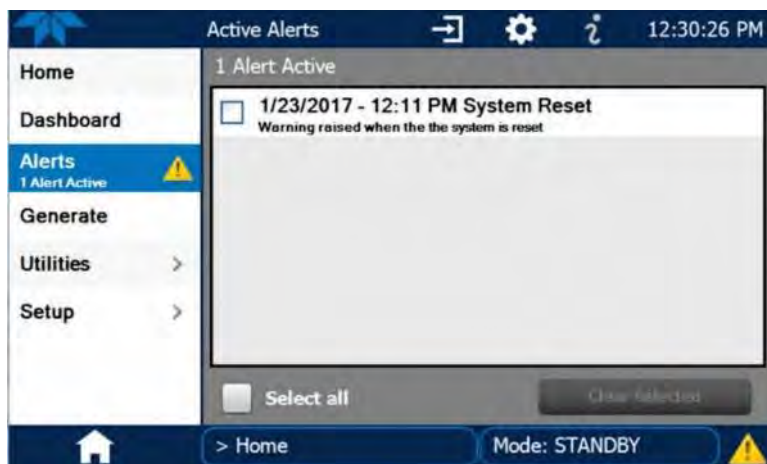 Active Alerts
12:30:26 PM
Home
Dashboard
Alerts
1 Alert Active
Generate
Utilities >
Setup >
1 Alert Active
1/23/2017 - 12:11 PM System Reset
Warning raised when the the system is reset
Select all
Clear Selected
> Home
Mode: STANDBY